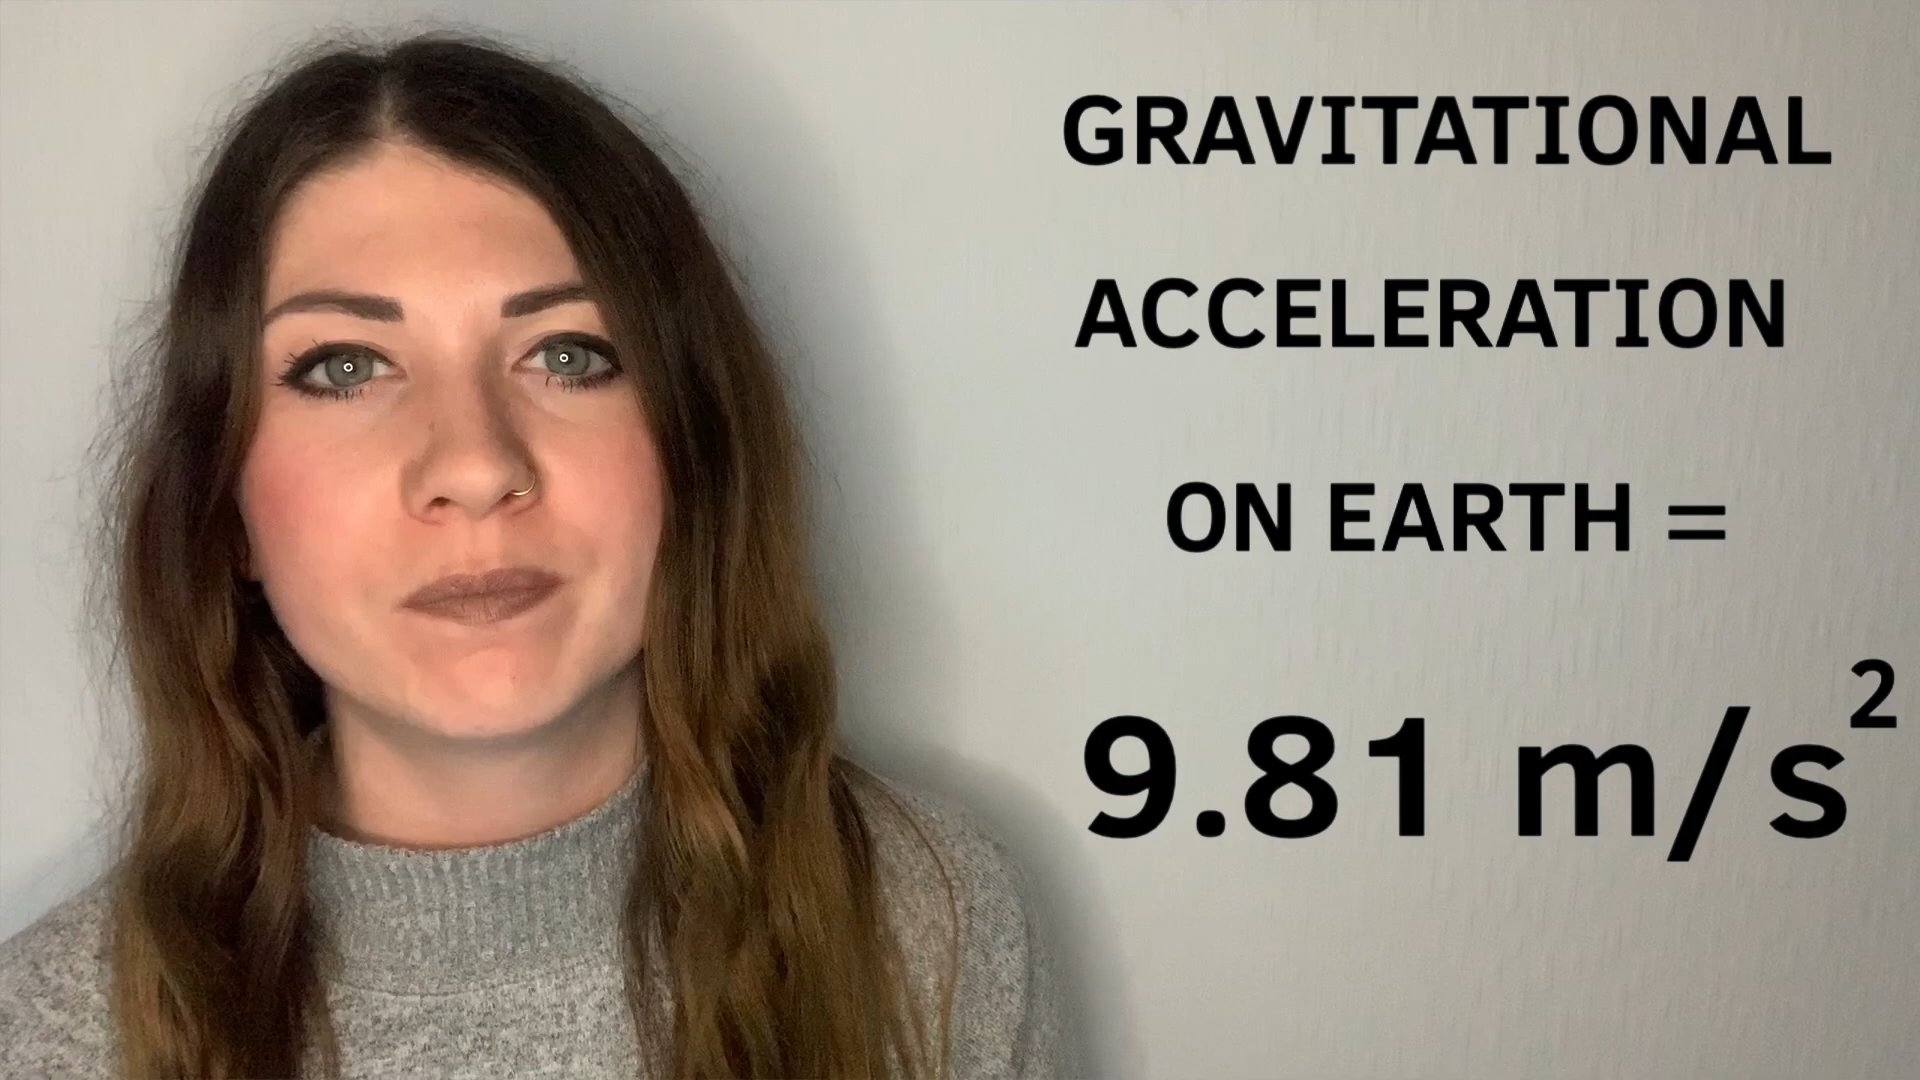 GRAVITATIONAL
ACCELERATION
ON EARTH =
9.81 m/s²